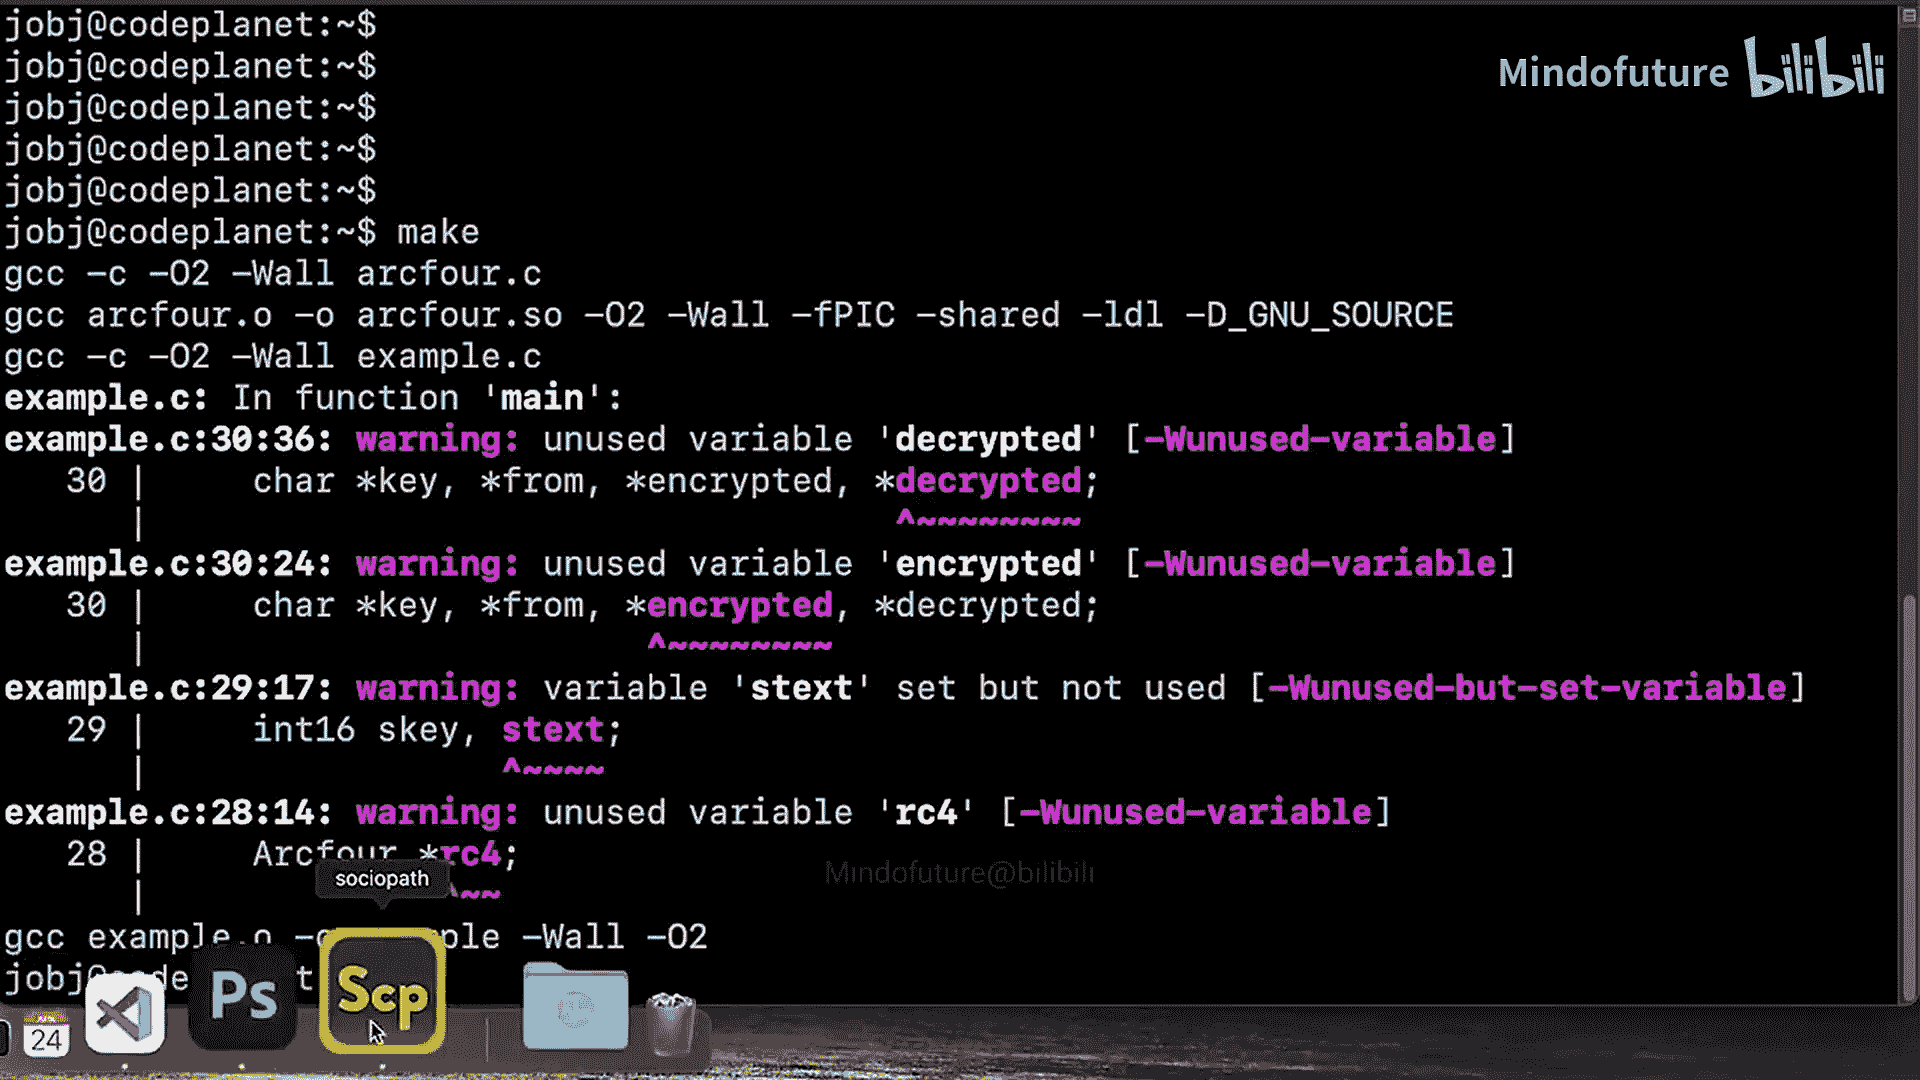 jobj@codeplanet:~$
Mindofuture bilibili
jobj@codeplanet:~$
jobj@codeplanet:~$
jobj@codeplanet:~$
jobj@codeplanet:~$
jobj@codeplanet:~$ make
gcc -c -O2 -Wall arcfour.c
gcc arcfour.o -o arcfour.so -O2 -Wall -fPIC -shared -ldl -D_GNU_SOURCE
gcc -c -O2 -Wall example.c
example.c: In function 'main':
example.c:30:36: warning: unused variable 'decrypted' [-Wunused-variable]
30 | char *key, *from, *encrypted, *decrypted;
| ^~~~~~~~~
example.c:30:24: warning: unused variable 'encrypted' [-Wunused-variable]
30 | char *key, *from, *encrypted, *decrypted;
| ^~~~~~~~~
example.c:29:17: warning: variable 'stext' set but not used [-Wunused-but-set-variable]
29 | int16 skey, stext;
| ^~~~~
example.c:28:14: warning: unused variable 'rc4' [-Wunused-variable]
28 | Arcfour *rc4;
Mindofuture@bilibili
sociopath
| ^~~
gcc example.o -Wall -O2
Ps
Scp
24